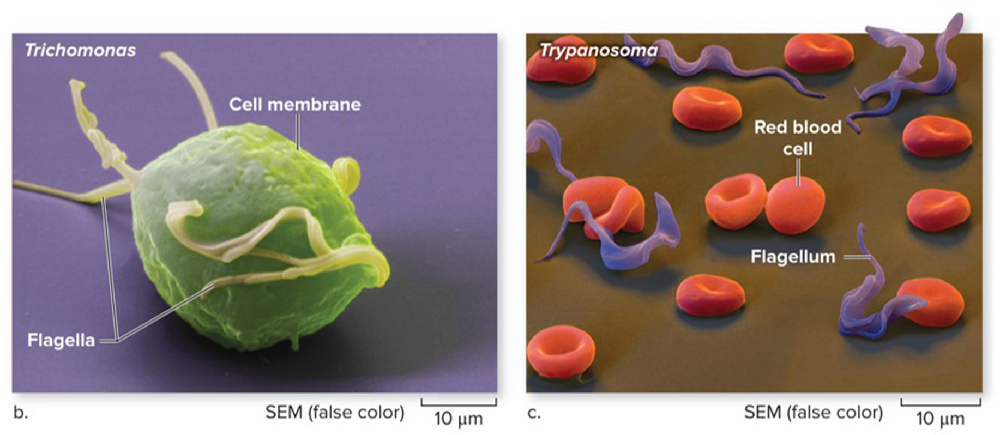 Trichomonas
Cell membrane
Flagella
b.
SEM (false color)
10 µm
Trypanosoma
Red blood
cell
Flagellum
c.
SEM (false color)
10 µm